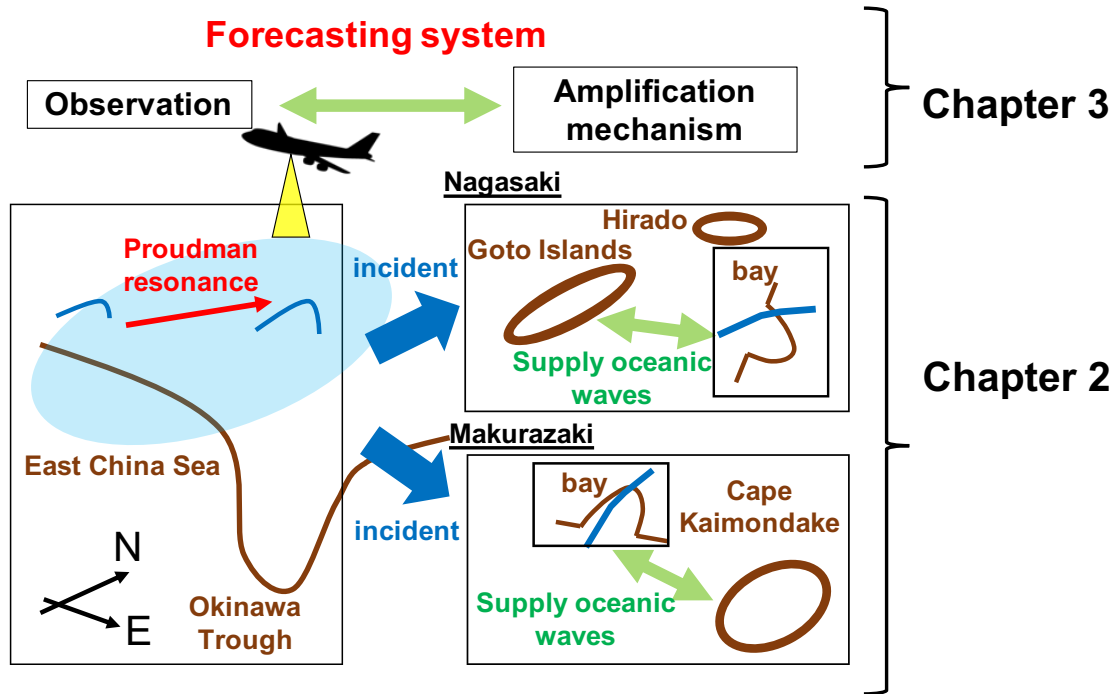 Forecasting system
Observation
Amplification
mechanism
Chapter 3
Nagasaki
Proudman
resonance
incident
Hirado
Goto Islands
bay
Supply oceanic
waves
Chapter 2
East China Sea
Makurazaki
incident
bay
Cape
Kaimondake
N
E
Okinawa
Trough
Supply oceanic
waves